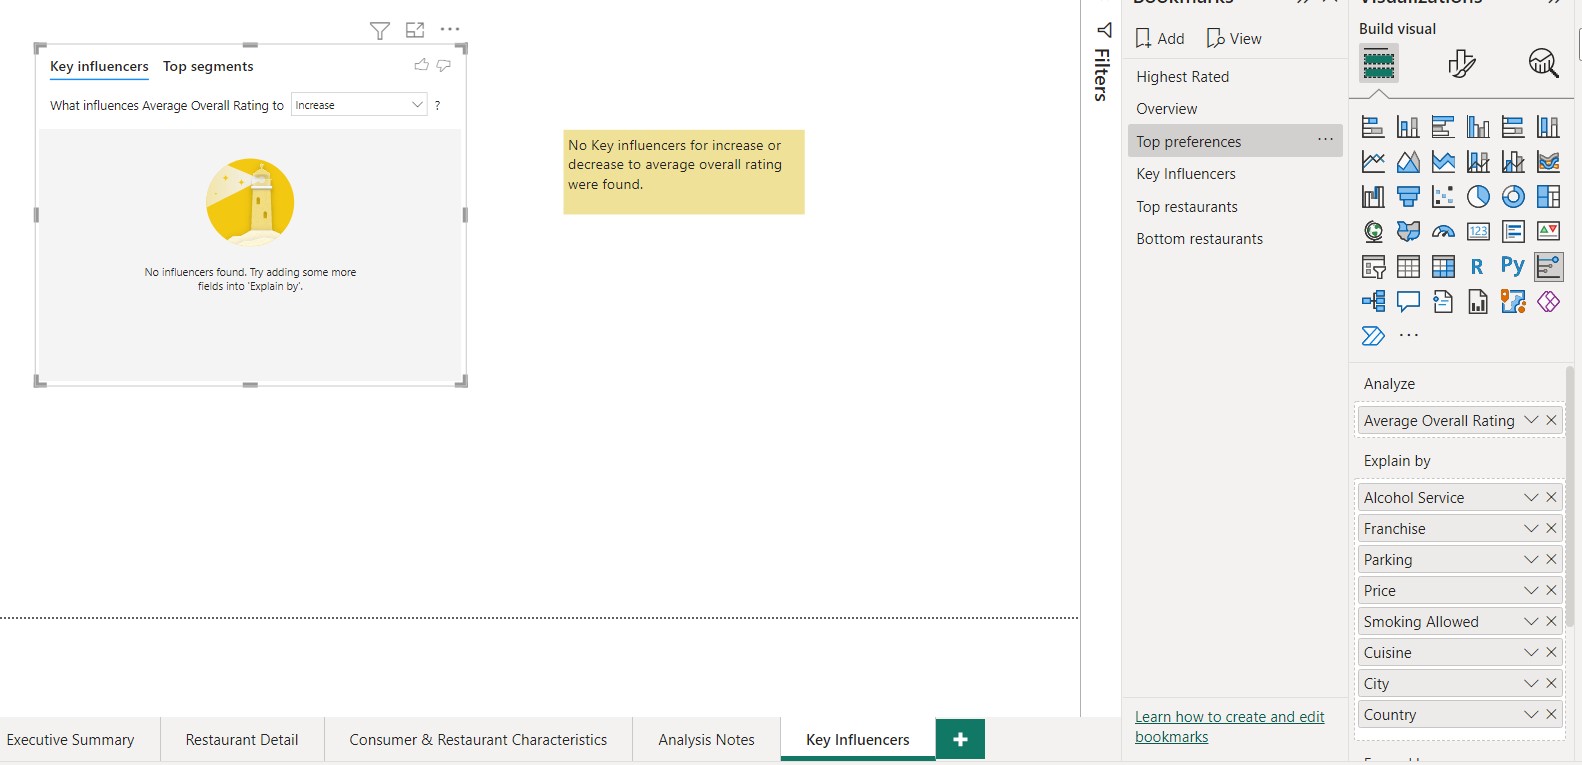 Key influencers Top segments
What influences Average Overall Rating to Increase ?
No influencers found. Try adding some more
fields into 'Explain by'.
No Key influencers for increase or
decrease to average overall rating
were found.
Filters
Bookmarks
Add View
Highest Rated
Overview
Top preferences
Key Influencers
Top restaurants
Bottom restaurants
Learn how to create and edit
bookmarks
Visualizations
Build visual
123
R
Py
Analyze
Average Overall Rating
Explain by
Alcohol Service
Franchise
Parking
Price
Smoking Allowed
Cuisine
City
Country
Executive Summary Restaurant Detail Consumer & Restaurant Characteristics Analysis Notes Key Influencers +